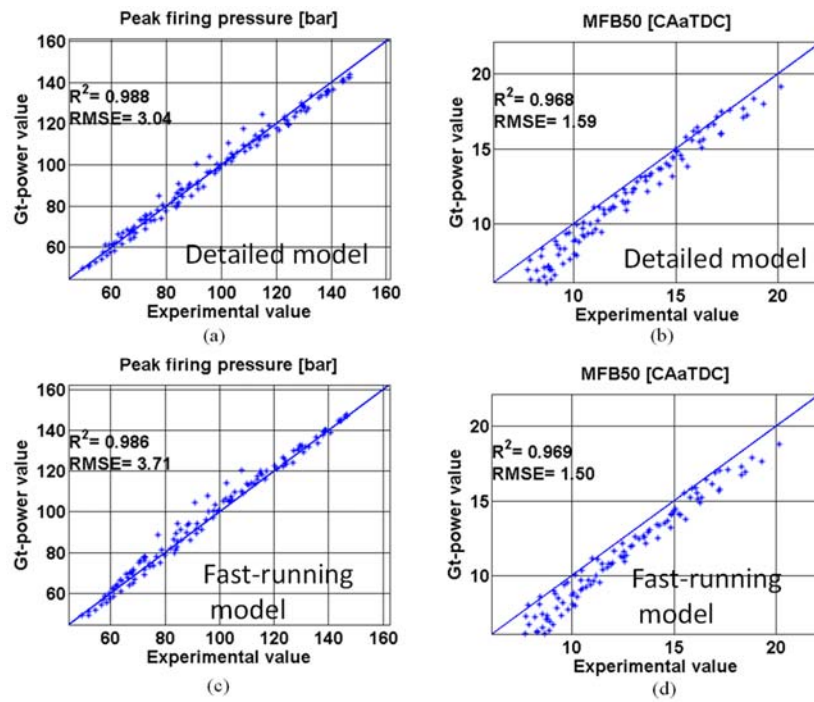 Peak firing pressure [bar]
160
140
120
100
80
60
R²= 0.988
RMSE= 3.04
Gt-power value
Detailed model
60 80 100 120 140 160
Experimental value
(a)
MFB50 [CAaTDC]
20
15
10
R²= 0.968
RMSE= 1.59
Gt-power value
Detailed model
10 15 20
Experimental value
(b)
Peak firing pressure [bar]
160
140
120
100
80
60
R²= 0.986
RMSE= 3.71
Gt-power value
Fast-running
model
60 80 100 120 140 160
Experimental value
(c)
MFB50 [CAaTDC]
20
15
10
R²= 0.969
RMSE= 1.50
Gt-power value
Fast-running
model
10 15 20
Experimental value
(d)